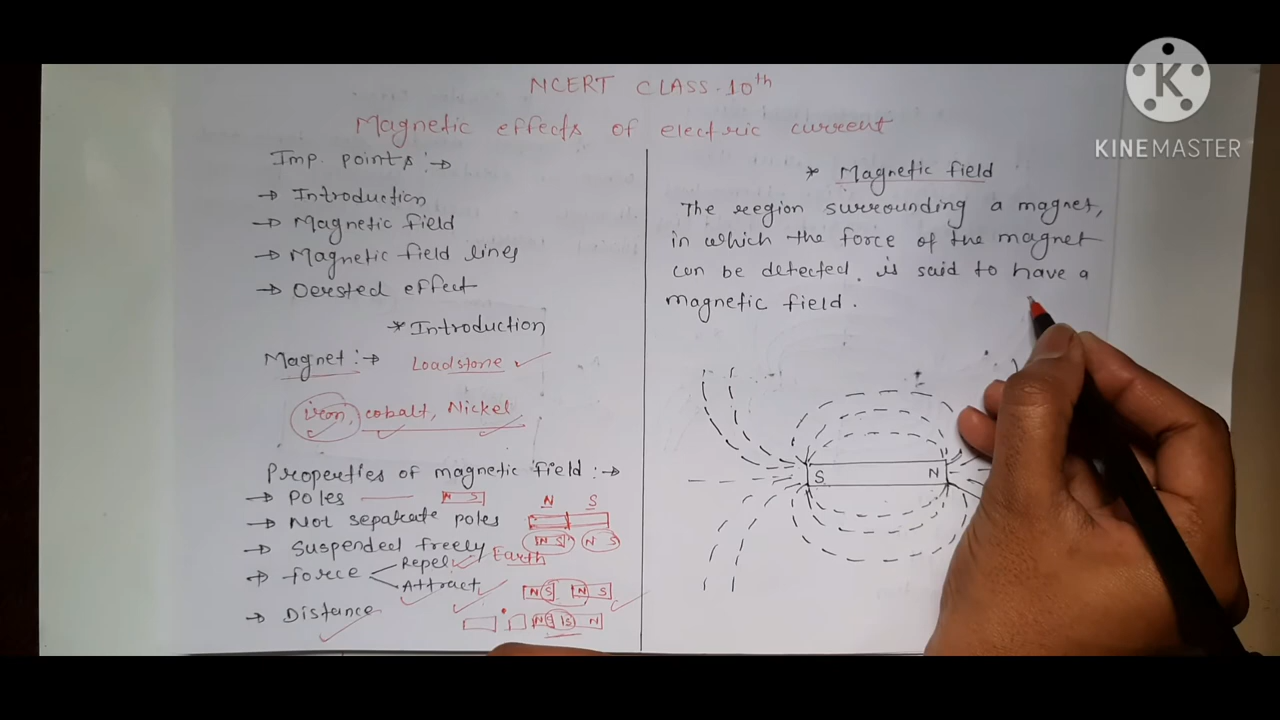 NCERT CLASS-10th
Magnetic effects of electric current
Imp. points :→
→ Introduction
→ Magnetic field
→ Magnetic field lines
→ Oersted effect
* Introduction
Magnet :→ Loadstone ✓
iron, cobalt, Nickel
Properties of magnetic field :→
→ Poles N S
N S
→ Not separate poles
N S N S
→ Suspended freely Earth
→ force Repel
Attract
N S N S
→ Distance
N S S N
* Magnetic field
The region surrounding a magnet,
in which the force of the magnet
can be detected. is said to have a
magnetic field.
S N
K
KINEMASTER